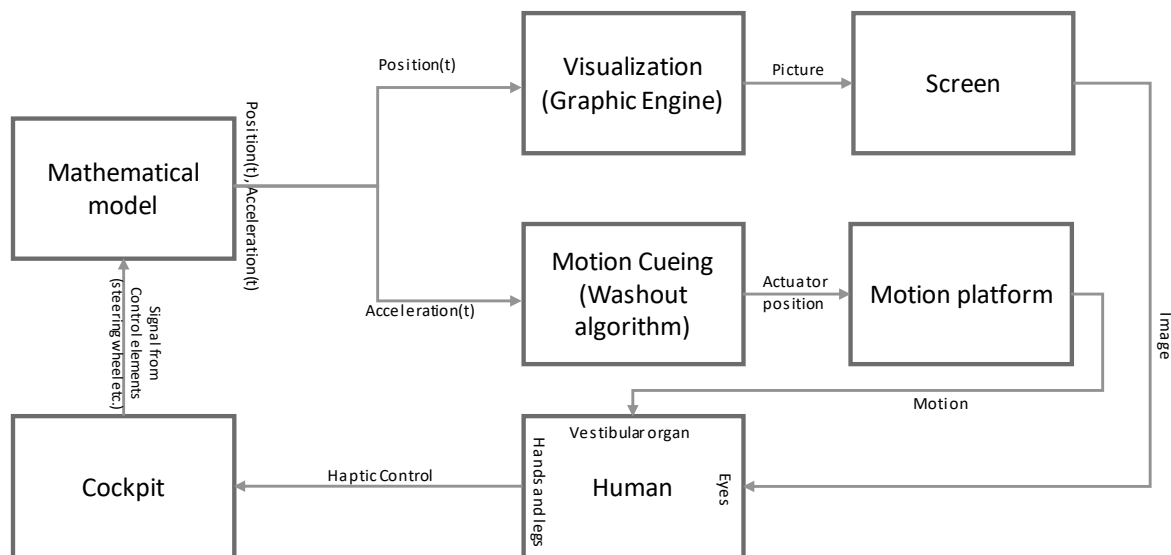 Position(t)
Visualization
(Graphic Engine)
Picture
Screen
Position(t), Acceleration(t)
Mathematical
model
Acceleration(t)
Motion Cueing
(Washout
algorithm)
Actuator
position
Motion platform
Image
Signal from
Control elements
(steering wheel etc.)
Motion
Cockpit
Haptic Control
Hands and legs
Vestibular organ
Human
Eyes